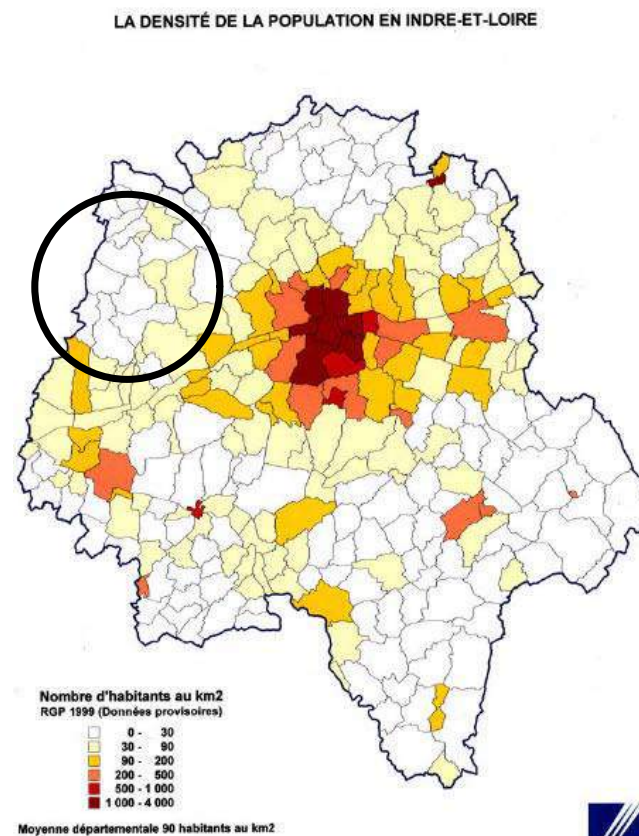 LA DENSITÉ DE LA POPULATION EN INDRE-ET-LOIRE
Nombre d'habitants au km2
RGP 1999 (Données provisoires)
0 - 30
30 - 90
90 - 200
200 - 500
500 - 1 000
1 000 - 4 000
Moyenne départementale 90 habitants au km2